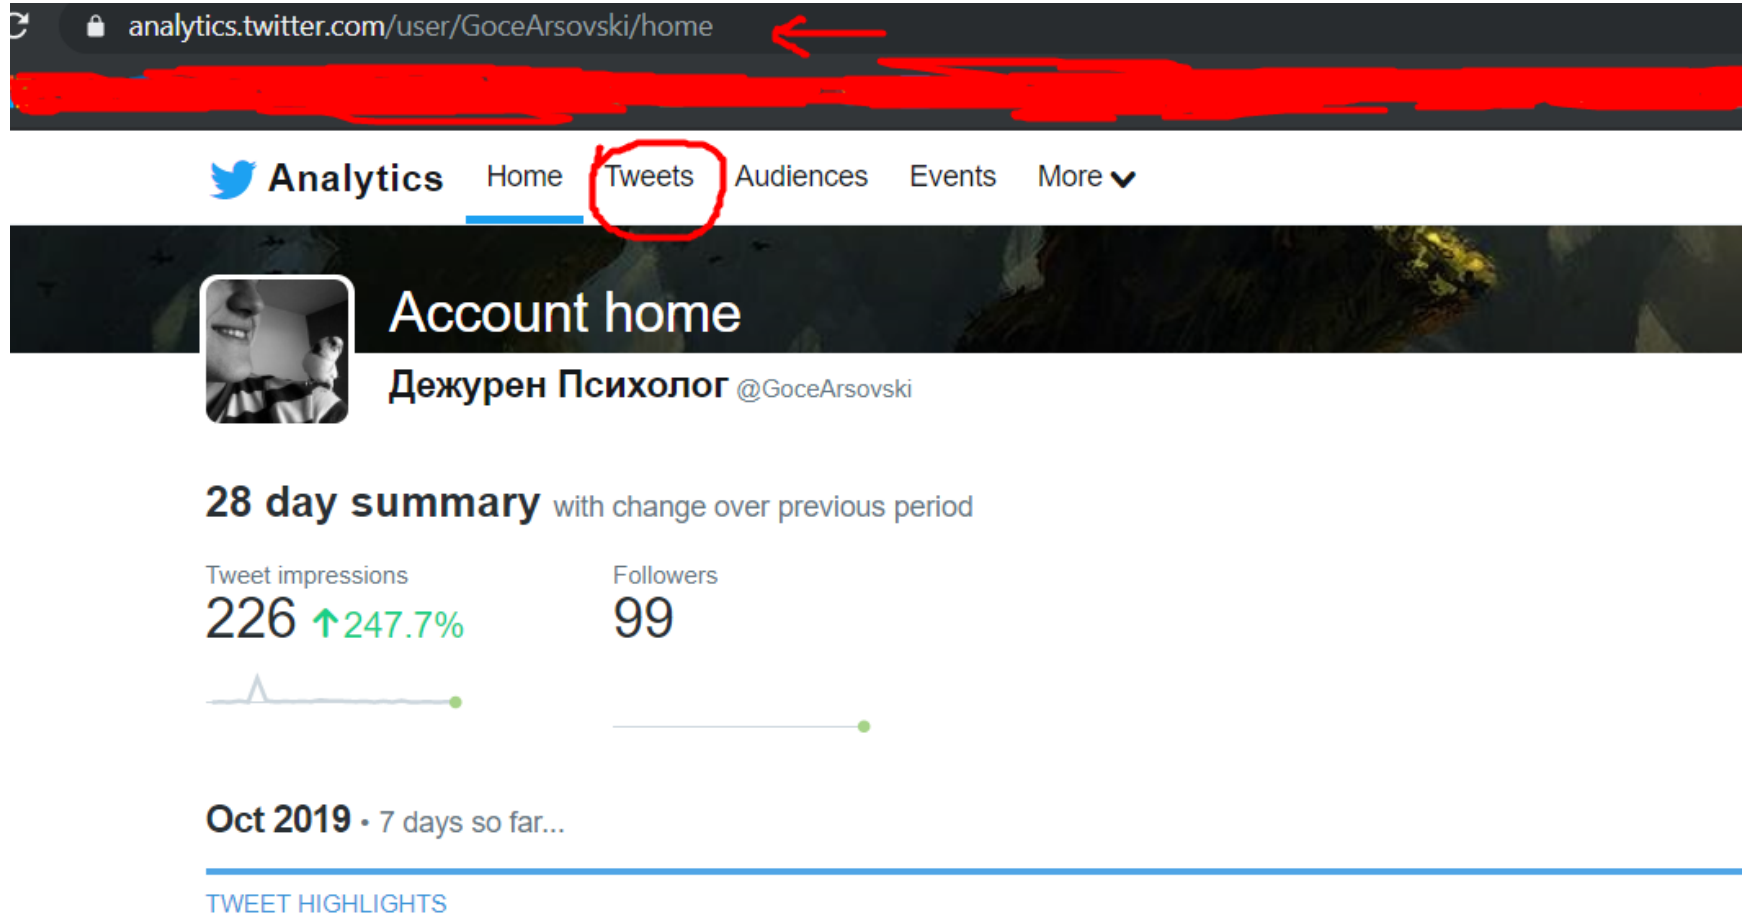 analytics.twitter.com/user/GoceArsovski/home
Analytics Home Tweets Audiences Events More
Account home
Дежурен Психолог @GoceArsovski
28 day summary with change over previous period
Tweet impressions Followers
226 ↑247.7% 99
Oct 2019 • 7 days so far...
TWEET HIGHLIGHTS